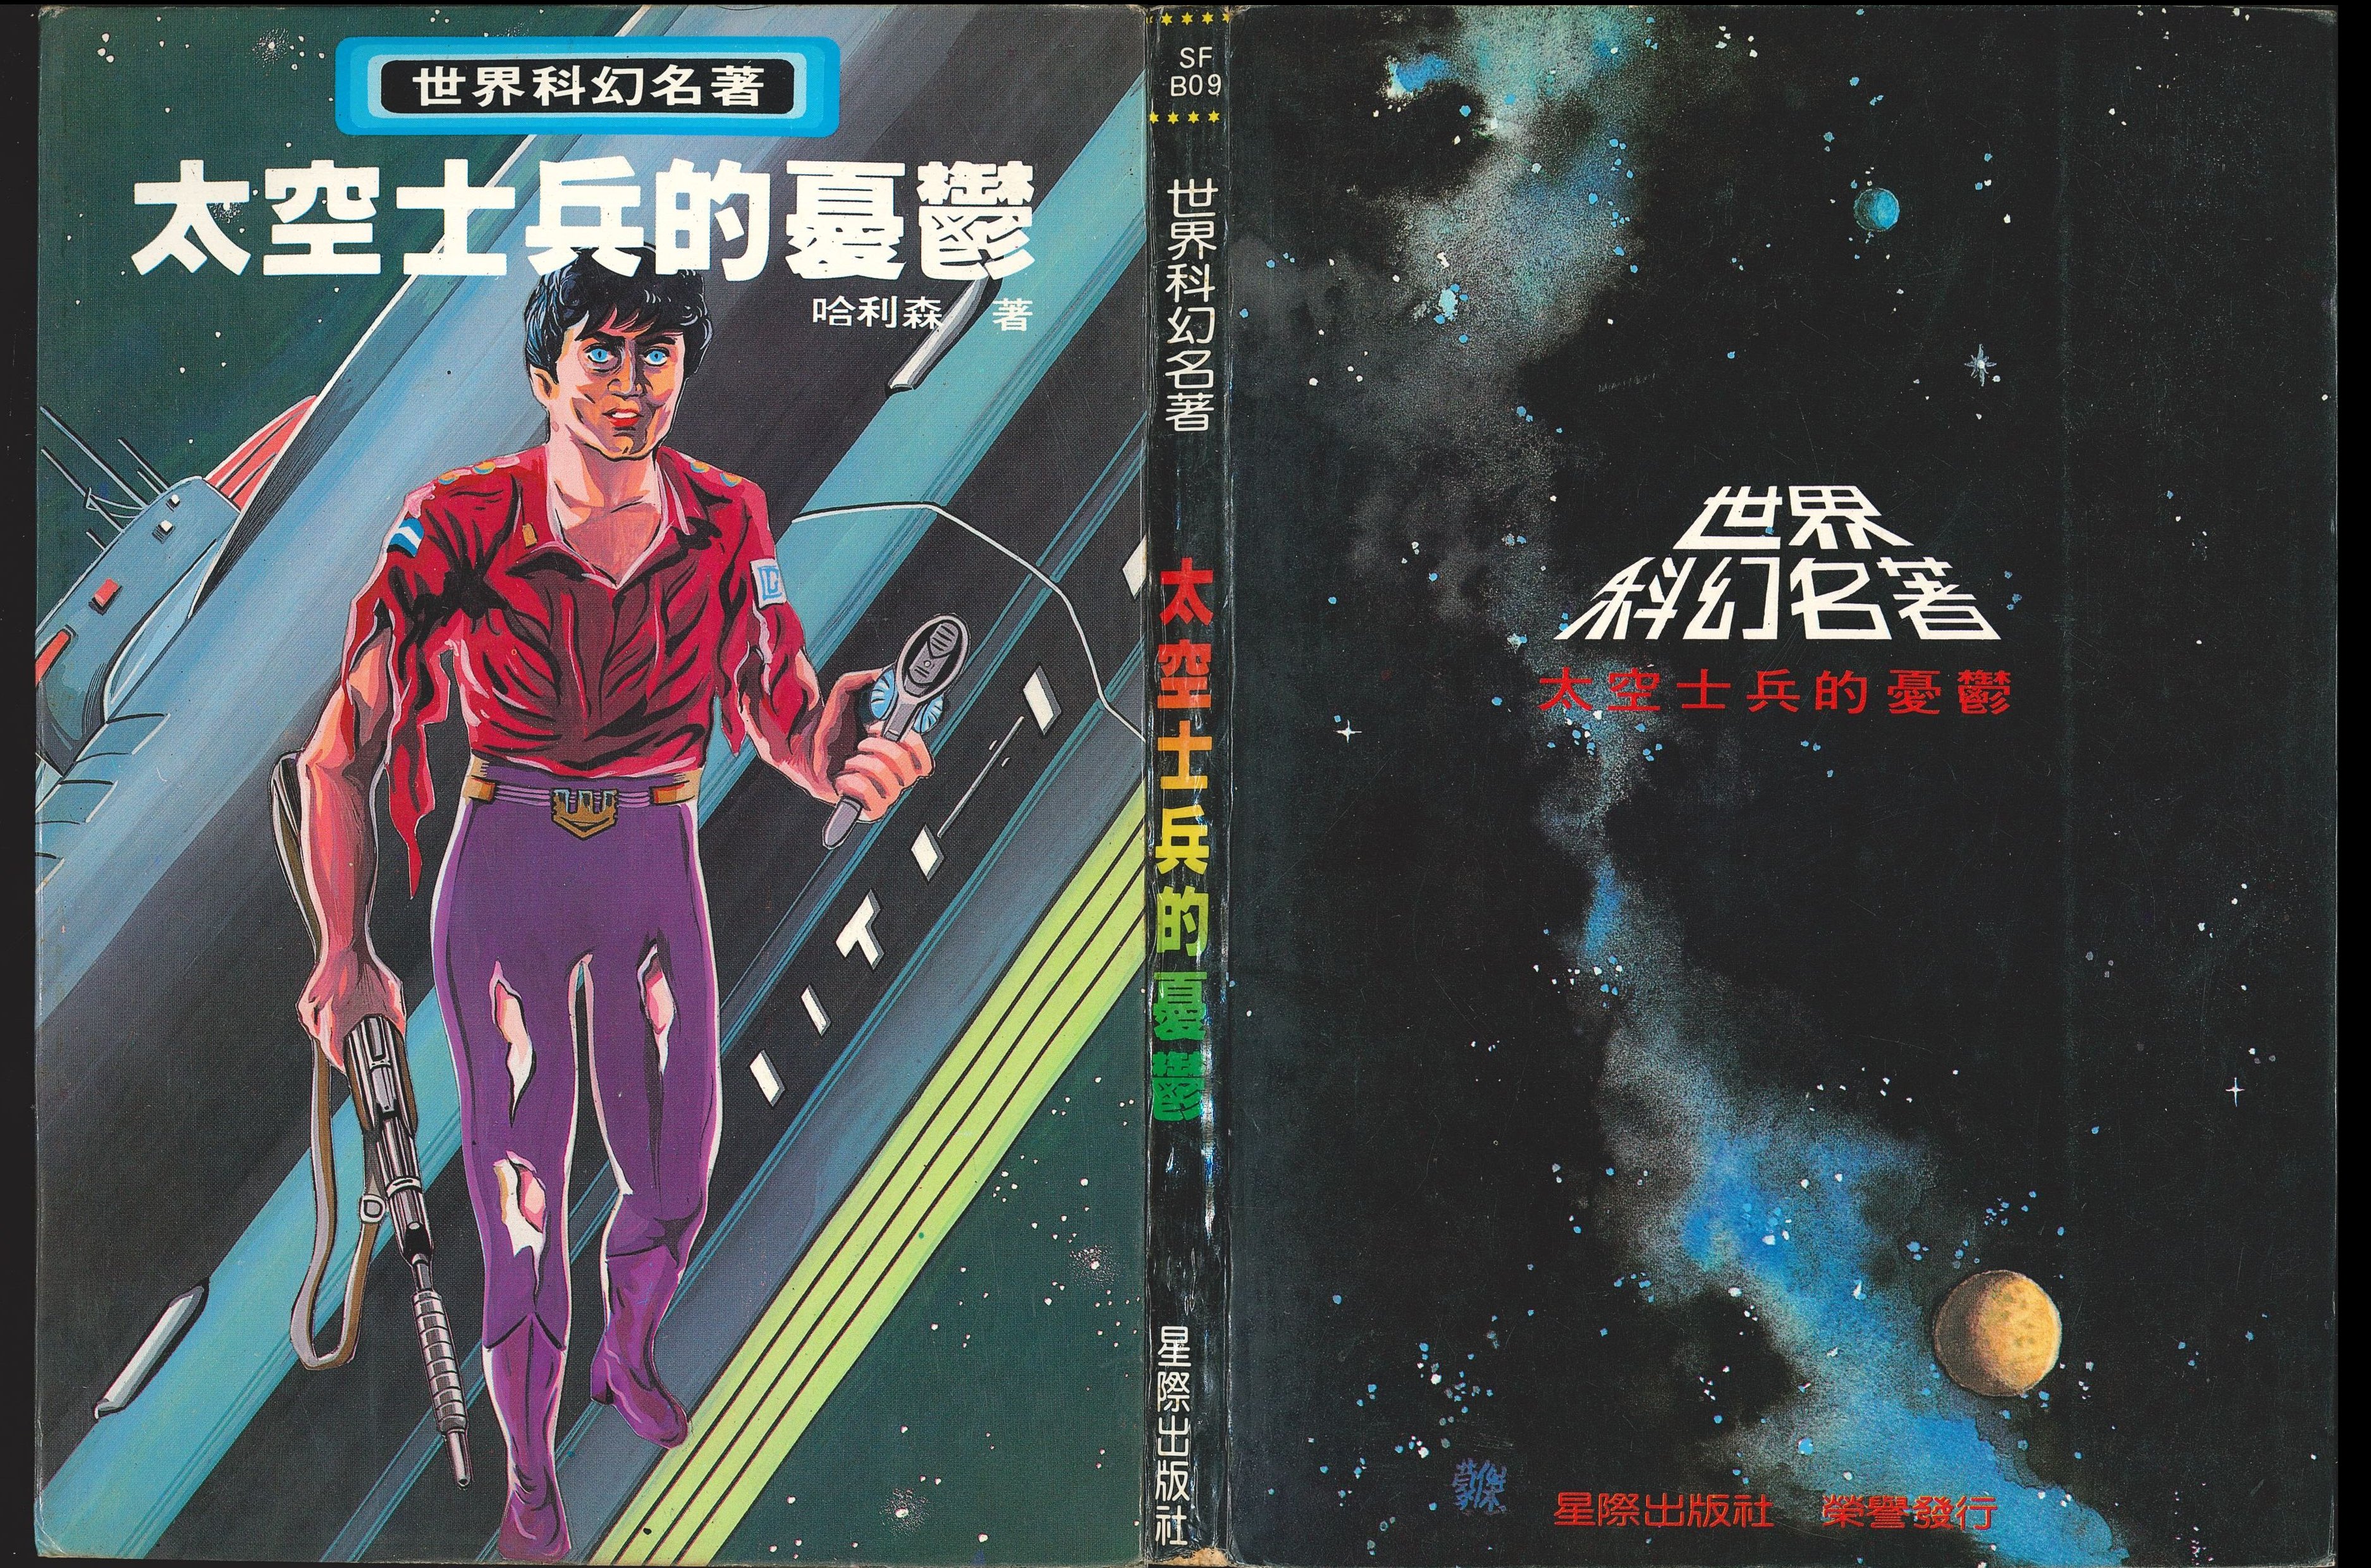 世界科幻名著
太空士兵的憂鬱
哈利森 著
SF
B09
世界科幻名著
太空士兵的憂鬱
星際出版社
世界
科幻名著
太空士兵的憂鬱
星際出版社 榮譽發行